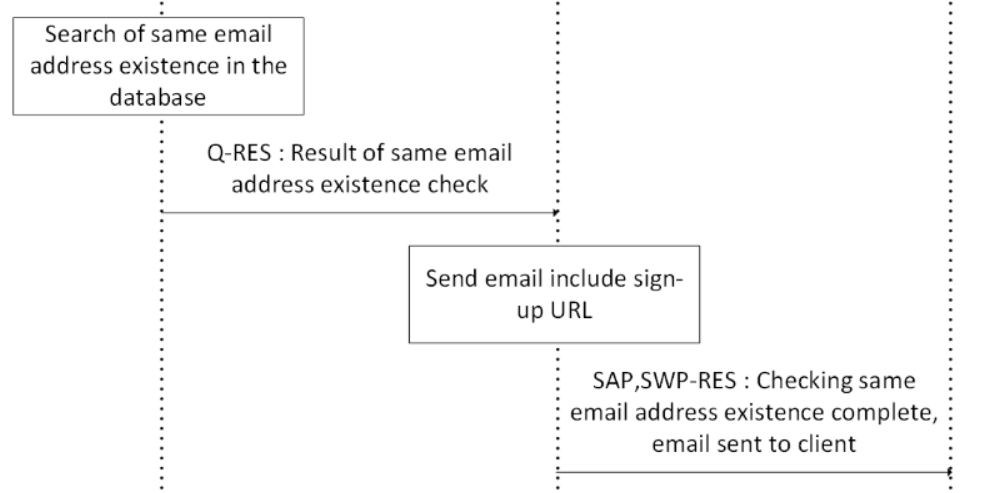 Search of same email
address existence in the
database
Q-RES : Result of same email
address existence check
Send email include sign-
up URL
SAP,SWP-RES : Checking same
email address existence complete,
email sent to client